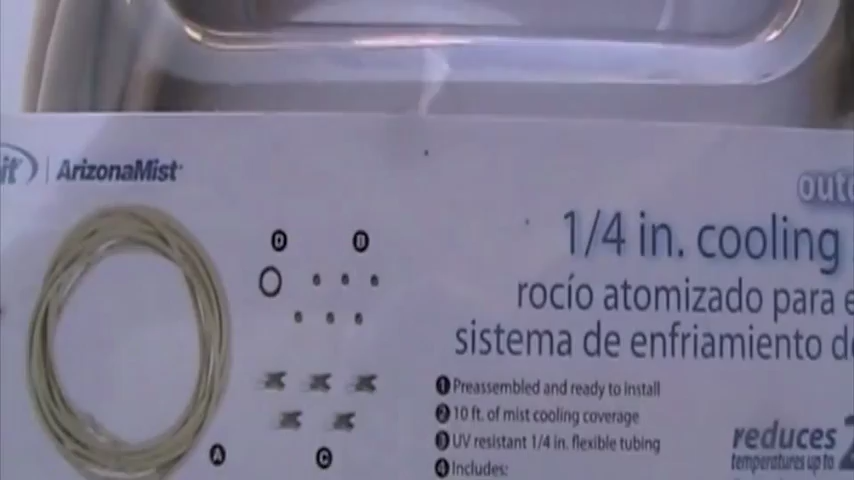 it | ArizonaMist
outd
D B
1/4 in. cooling
rocío atomizado para e
sistema de enfriamiento de
1 Preassembled and ready to install
2 10 ft. of mist cooling coverage
3 UV resistant 1/4 in. flexible tubing
4 Includes:
A C
reduces 2
temperatures up to